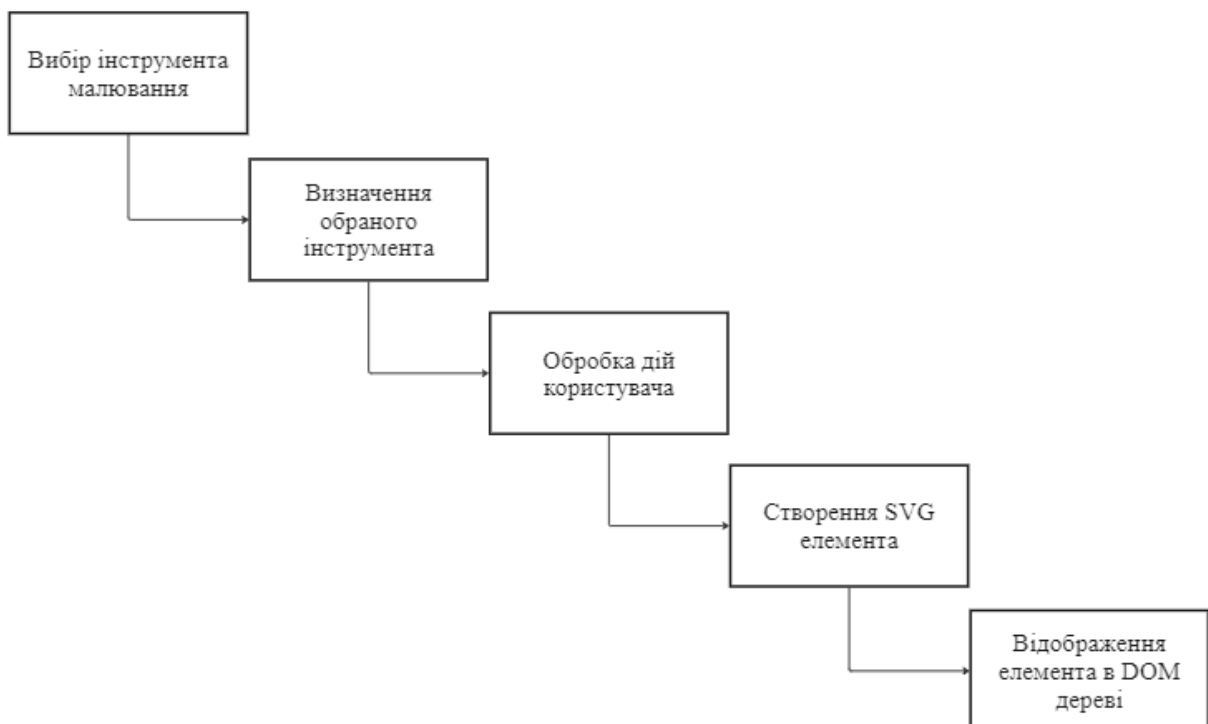 Вибір інструмента
малювання
Визначення
обраного
інструмента
Обробка дій
користувача
Створення SVG
елемента
Відображення
елемента в DOM
дереві